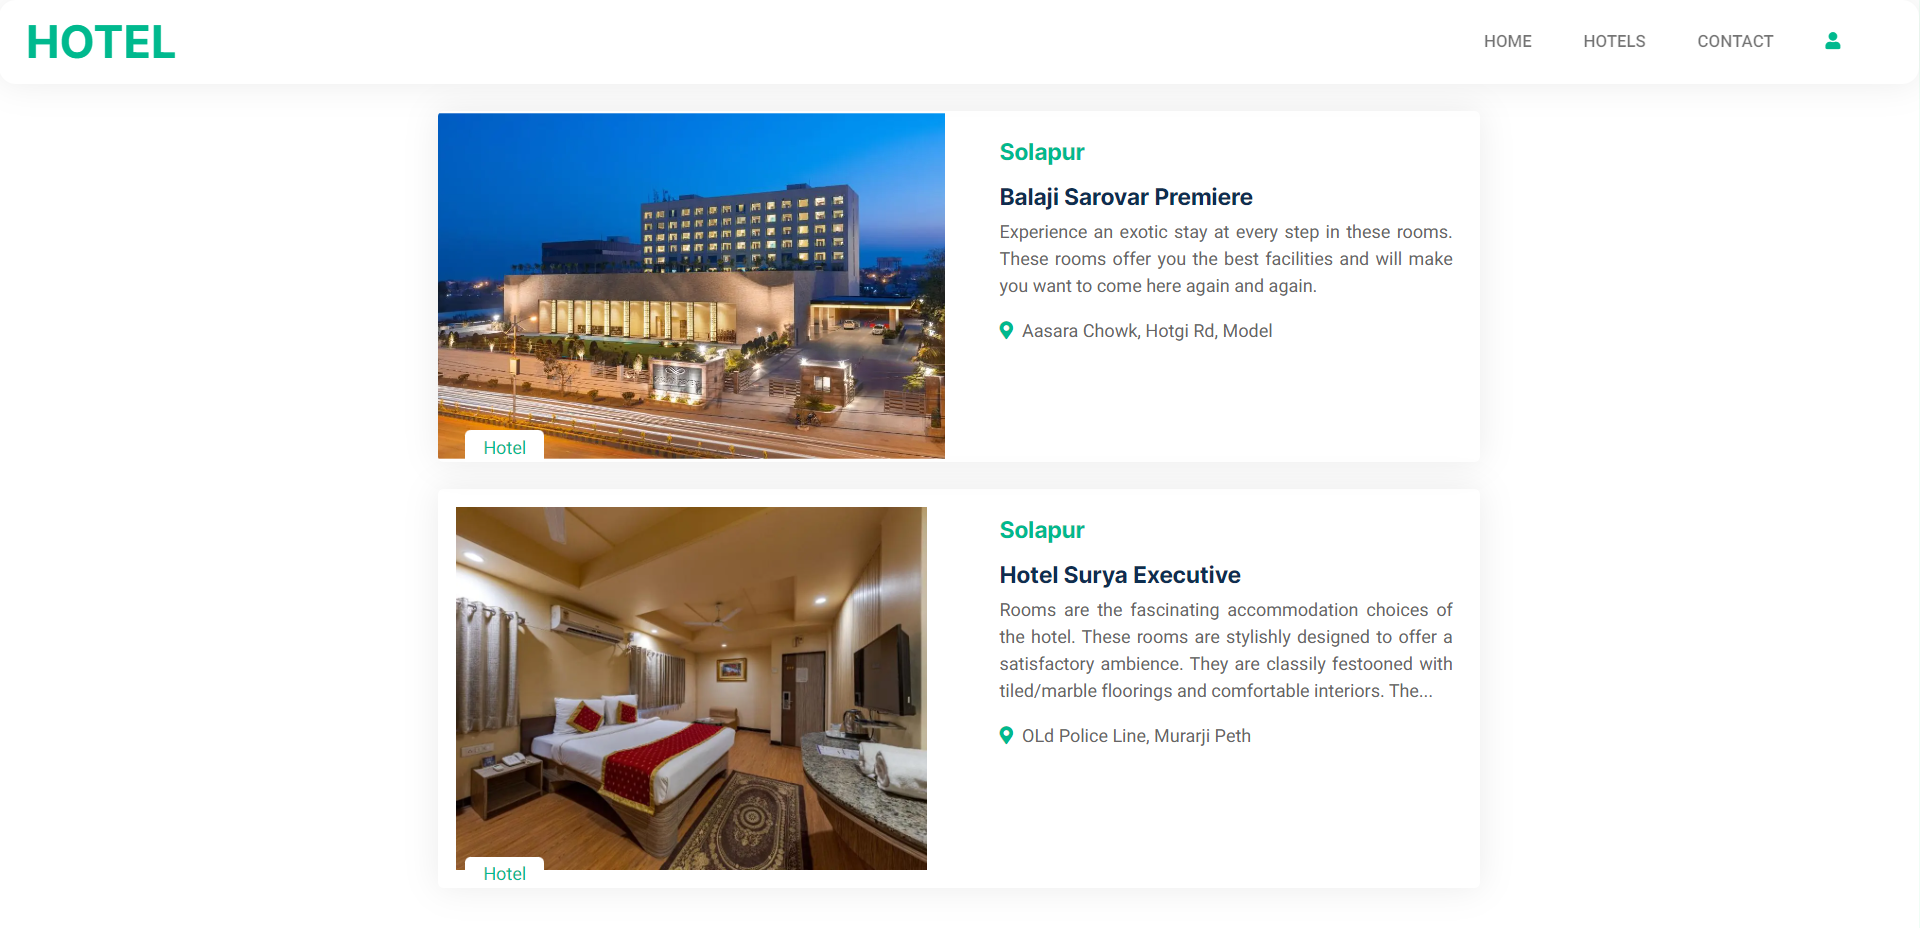 HOTEL
HOME
HOTELS
CONTACT
Solapur
Balaji Sarovar Premiere
Experience an exotic stay at every step in these rooms.
These rooms offer you the best facilities and will make
you want to come here again and again.
Aasara Chowk, Hotgi Rd, Model
Hotel
Solapur
Hotel Surya Executive
Rooms are the fascinating accommodation choices of
the hotel. These rooms are stylishly designed to offer a
satisfactory ambience. They are classily festooned with
tiled/marble floorings and comfortable interiors. The...
OLd Police Line, Murarji Peth
Hotel